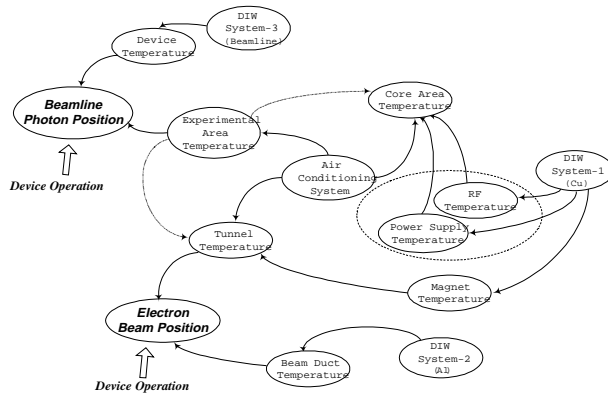 DIW
System-3
(Beamline)
Device
Temperature
Beamline
Photon Position
Device Operation
Experimental
Area
Temperature
Core Area
Temperature
Air
Conditioning
System
DIW
System-1
(Cu)
RF
Temperature
Power Supply
Temperature
Tunnel
Temperature
Magnet
Temperature
Electron
Beam Position
Device Operation
Beam Duct
Temperature
DIW
System-2
(Al)